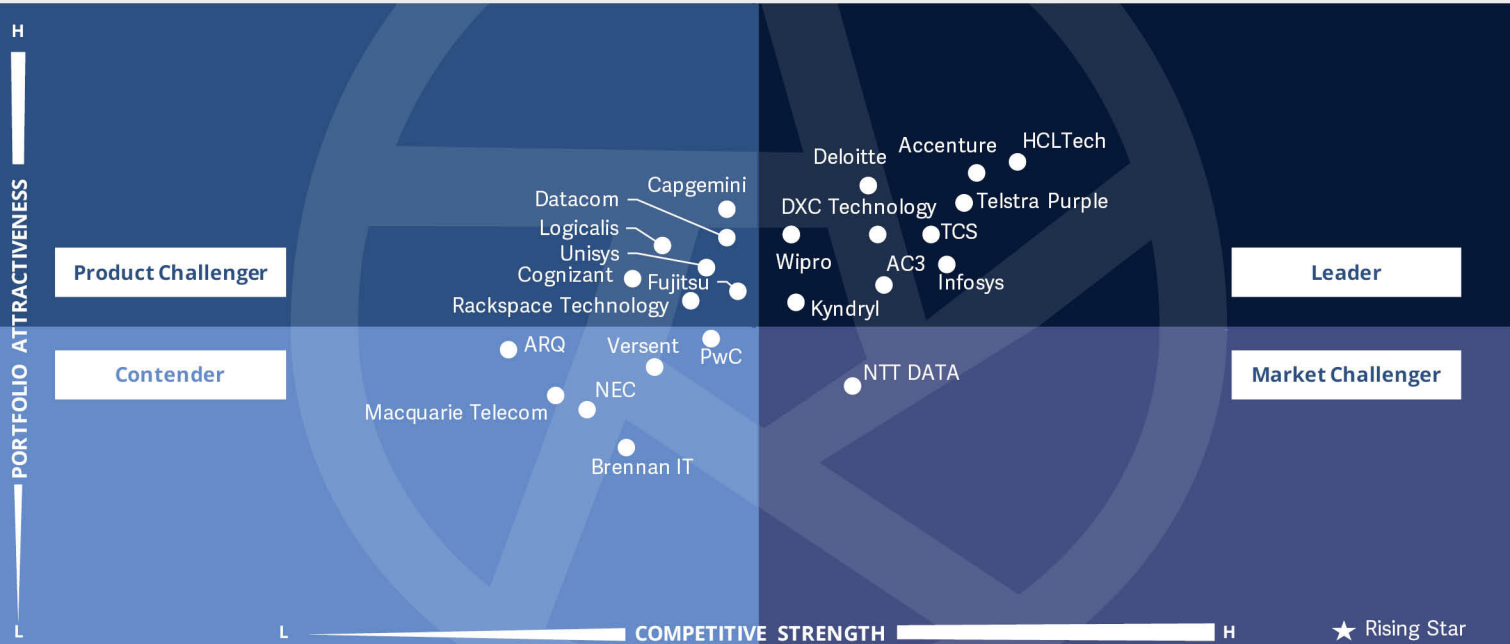 H
PORTFOLIO ATTRACTIVENESS
L
Product Challenger
Capgemini
Datacom
Logicalis
Unisys
Cognizant
Fujitsu
Rackspace Technology
Deloitte
Accenture
HCLTech
DXC Technology
Telstra Purple
TCS
Wipro
AC3
Infosys
Kyndryl
Leader
Contender
ARQ
Versent
PwC
NEC
Macquarie Telecom
Brennan IT
NTT DATA
Market Challenger
L
COMPETITIVE STRENGTH
H
Rising Star